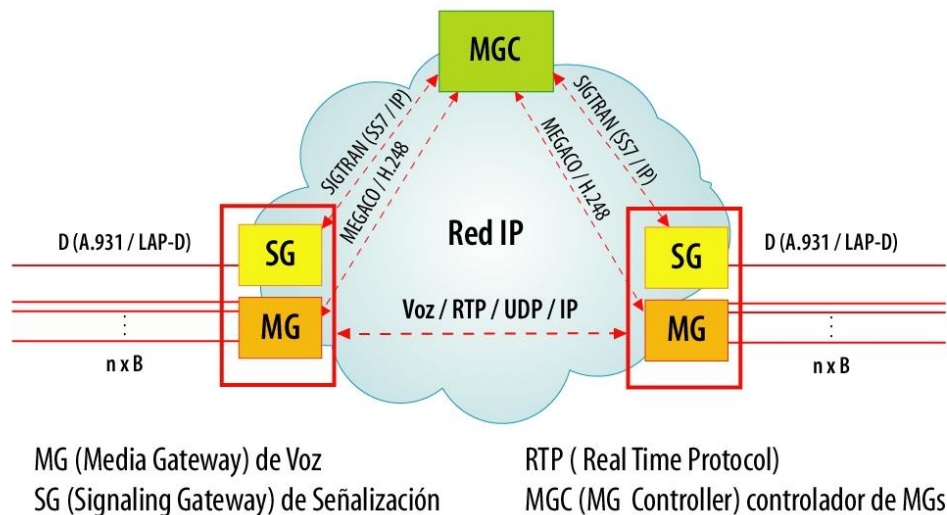 MGC
SIGTRAN (SS7 / IP)
MEGACO / H.248
SIGTRAN (SS7 / IP)
MEGACO / H.248
Red IP
D (A.931 / LAP-D)
SG
MG
n x B
Voz / RTP / UDP / IP
D (A.931 / LAP-D)
SG
MG
n x B
MG (Media Gateway) de Voz
SG (Signaling Gateway) de Señalización
RTP ( Real Time Protocol)
MGC (MG Controller) controlador de MGs